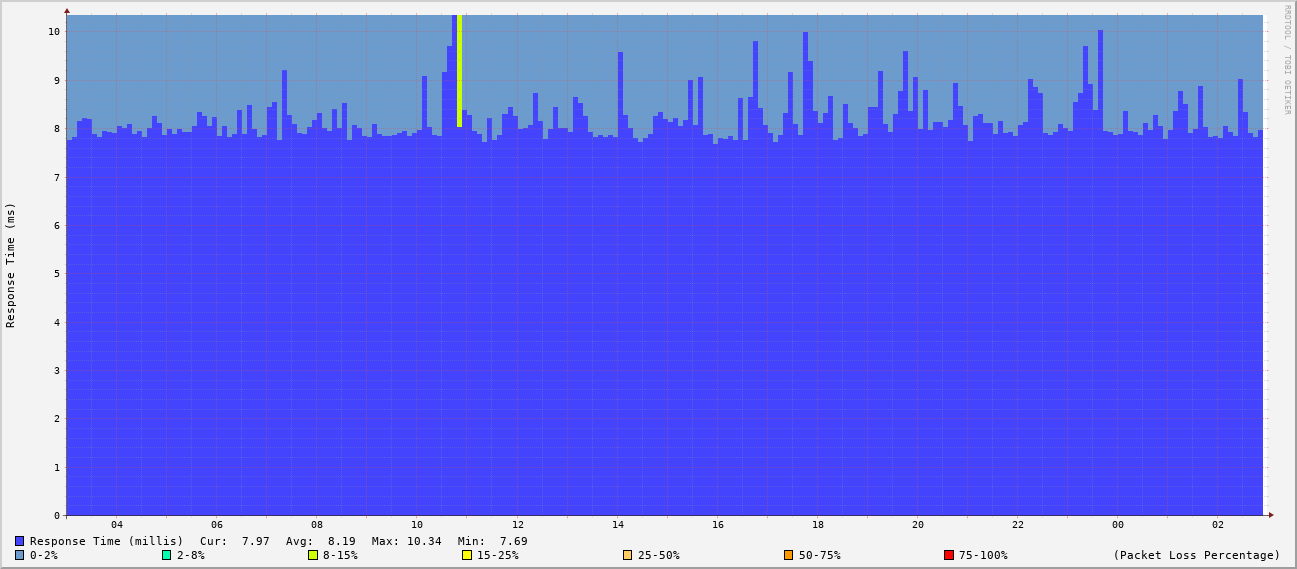 RRDTOOL / TOBI OETIKER
Response Time (ms)
10
9
8
7
6
5
4
3
2
1
0
04 06 08 10 12 14 16 18 20 22 00 02
Response Time (millis) Cur: 7.97 Avg: 8.19 Max: 10.34 Min: 7.69
0-2% 2-8% 8-15% 15-25% 25-50% 50-75% 75-100% (Packet Loss Percentage)